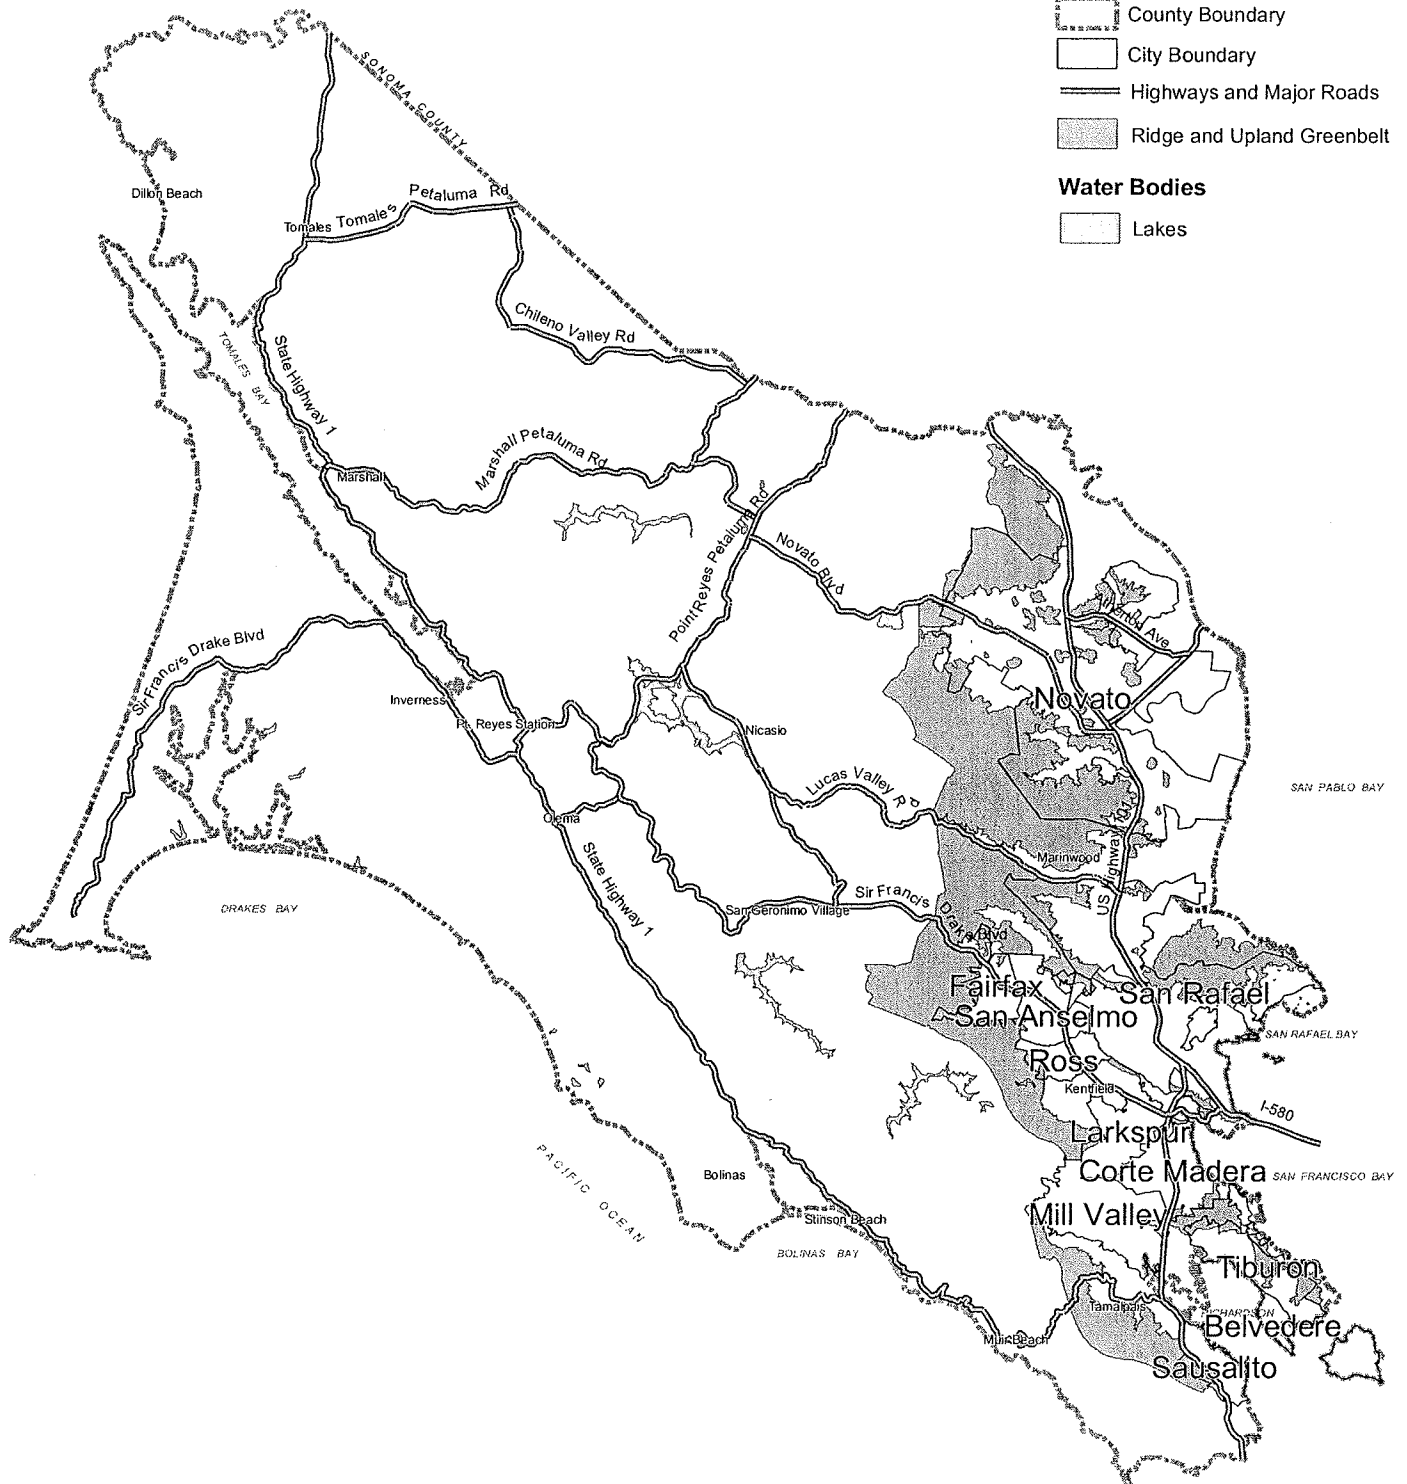 County Boundary
City Boundary
Highways and Major Roads
Ridge and Upland Greenbelt
Water Bodies
Lakes
SONOMA COUNTY
Dillon Beach
Petaluma Rd
Tomales
Tomales
Chileno Valley Rd
TOMALES BAY
State Highway 1
Marshall Petaluma Rd
Marshall
Point Reyes Petaluma Rd
Novato Blvd
Ave
Sir Francis Drake Blvd
Inverness
Novato
Pt. Reyes Station
Nicasio
Lucas Valley Rd
SAN PABLO BAY
Olema
US Highway 101
Marinwood
State Highway 1
Sir Francis Drake Blvd
DRAKES BAY
San Geronimo Village
Fairfax
San Rafael
San Anselmo
SAN RAFAEL BAY
Ross
Kentfield
I-580
Larkspur
PACIFIC OCEAN
Bolinas
Corte Madera
SAN FRANCISCO BAY
Mill Valley
Stinson Beach
BOLINAS BAY
Tiburon
Tamalpais
RICHARDSON
Belvedere
Muir Beach
Sausalito